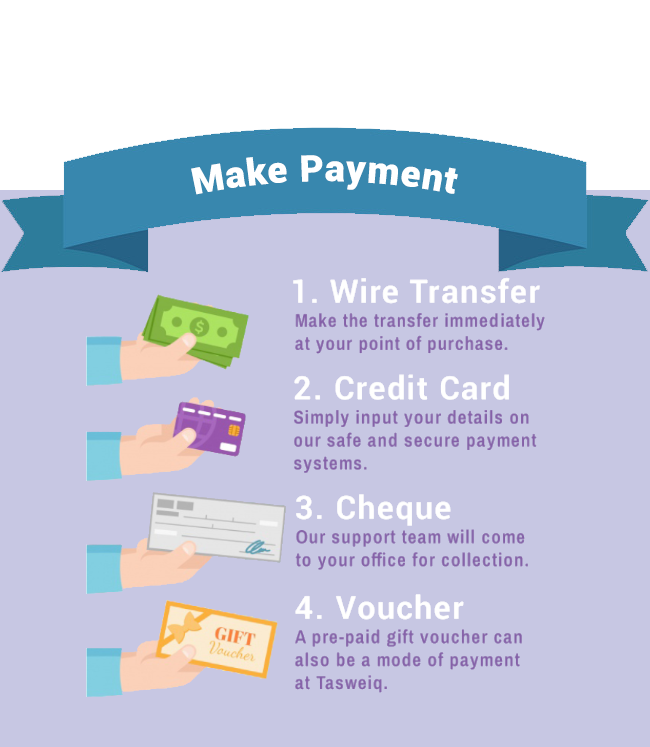 Make Payment
1. Wire Transfer
Make the transfer immediately
at your point of purchase.
$
2. Credit Card
Simply input your details on
our safe and secure payment
systems.
3. Cheque
Our support team will come
to your office for collection.
4. Voucher
A pre-paid gift voucher can
also be a mode of payment
at Tasweiq.
GIFT
Voucher